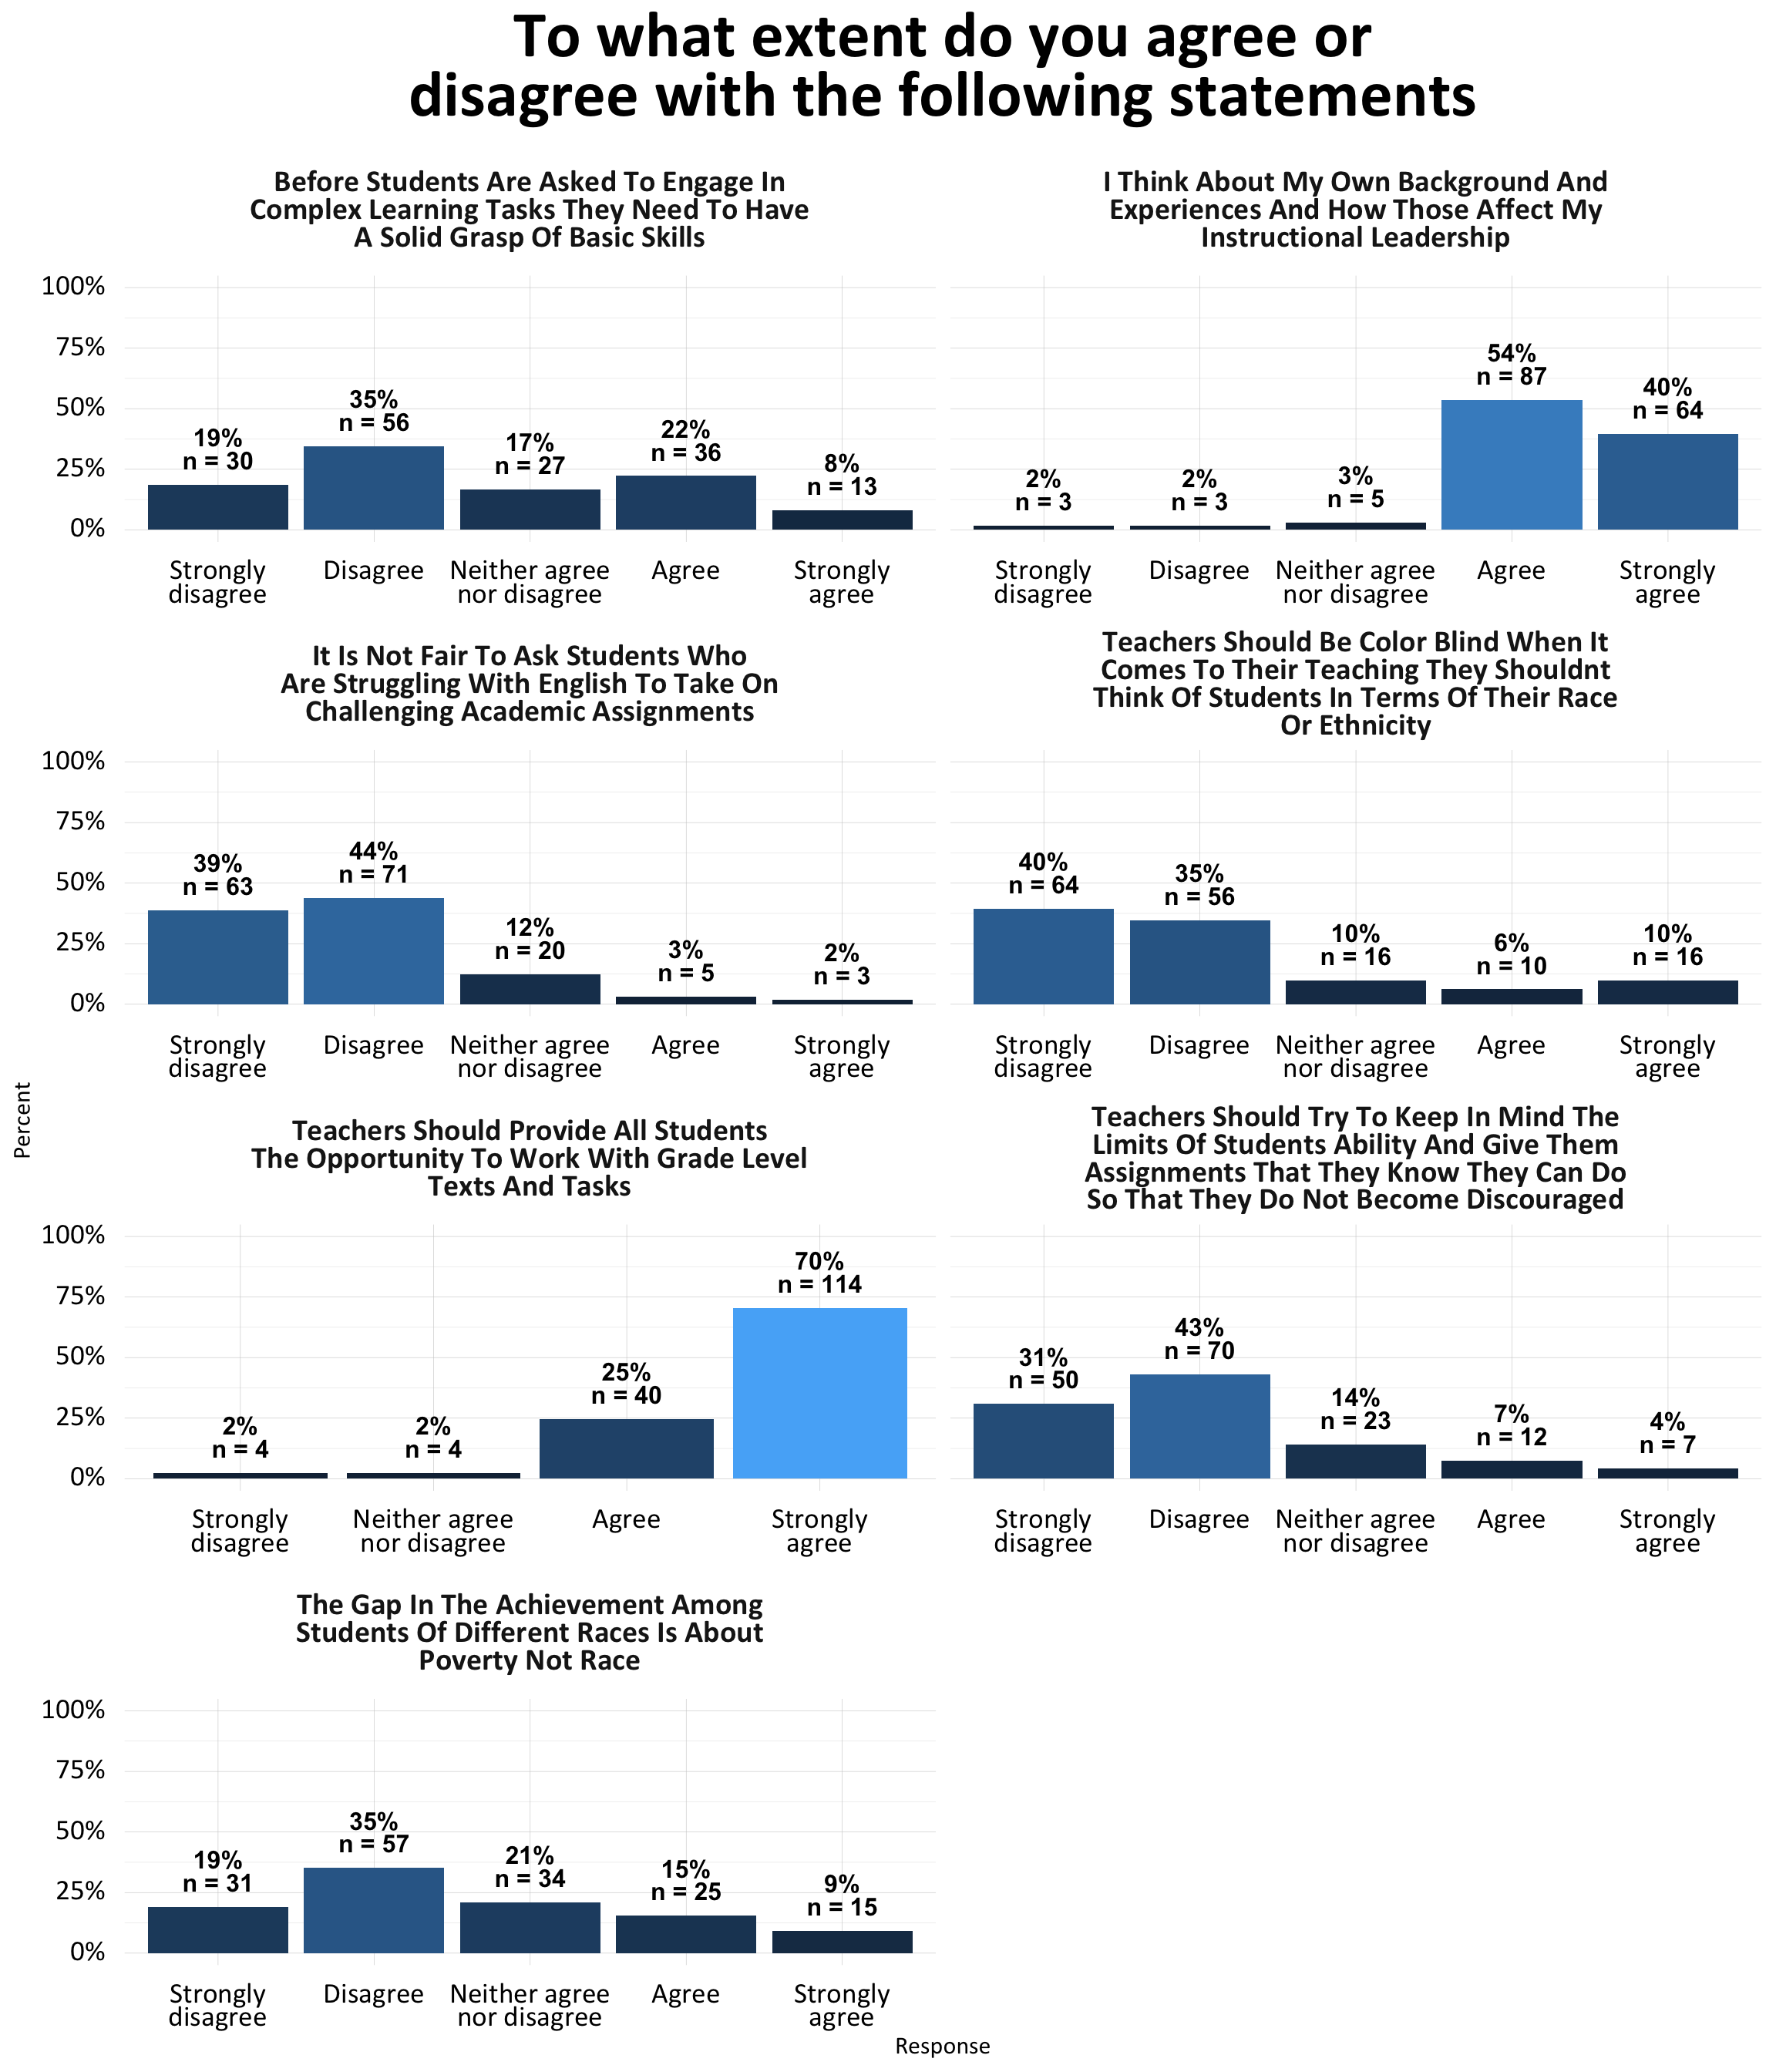 To what extent do you agree or
disagree with the following statements
Before Students Are Asked To Engage In
Complex Learning Tasks They Need To Have
A Solid Grasp Of Basic Skills
100%
75%
50%
25%
0%
19%
n = 30
35%
n = 56
17%
n = 27
22%
n = 36
8%
n = 13
Strongly
disagree
Disagree
Neither agree
nor disagree
Agree
Strongly
agree
I Think About My Own Background And
Experiences And How Those Affect My
Instructional Leadership
2%
n = 3
2%
n = 3
3%
n = 5
54%
n = 87
40%
n = 64
Strongly
disagree
Disagree
Neither agree
nor disagree
Agree
Strongly
agree
It Is Not Fair To Ask Students Who
Are Struggling With English To Take On
Challenging Academic Assignments
100%
75%
50%
25%
0%
39%
n = 63
44%
n = 71
12%
n = 20
3%
n = 5
2%
n = 3
Strongly
disagree
Disagree
Neither agree
nor disagree
Agree
Strongly
agree
Teachers Should Be Color Blind When It
Comes To Their Teaching They Shouldnt
Think Of Students In Terms Of Their Race
Or Ethnicity
40%
n = 64
35%
n = 56
10%
n = 16
6%
n = 10
10%
n = 16
Strongly
disagree
Disagree
Neither agree
nor disagree
Agree
Strongly
agree
Percent
Teachers Should Provide All Students
The Opportunity To Work With Grade Level
Texts And Tasks
100%
75%
50%
25%
0%
2%
n = 4
2%
n = 4
25%
n = 40
70%
n = 114
Strongly
disagree
Neither agree
nor disagree
Agree
Strongly
agree
Teachers Should Try To Keep In Mind The
Limits Of Students Ability And Give Them
Assignments That They Know They Can Do
So That They Do Not Become Discouraged
31%
n = 50
43%
n = 70
14%
n = 23
7%
n = 12
4%
n = 7
Strongly
disagree
Disagree
Neither agree
nor disagree
Agree
Strongly
agree
The Gap In The Achievement Among
Students Of Different Races Is About
Poverty Not Race
100%
75%
50%
25%
0%
19%
n = 31
35%
n = 57
21%
n = 34
15%
n = 25
9%
n = 15
Strongly
disagree
Disagree
Neither agree
nor disagree
Agree
Strongly
agree
Response